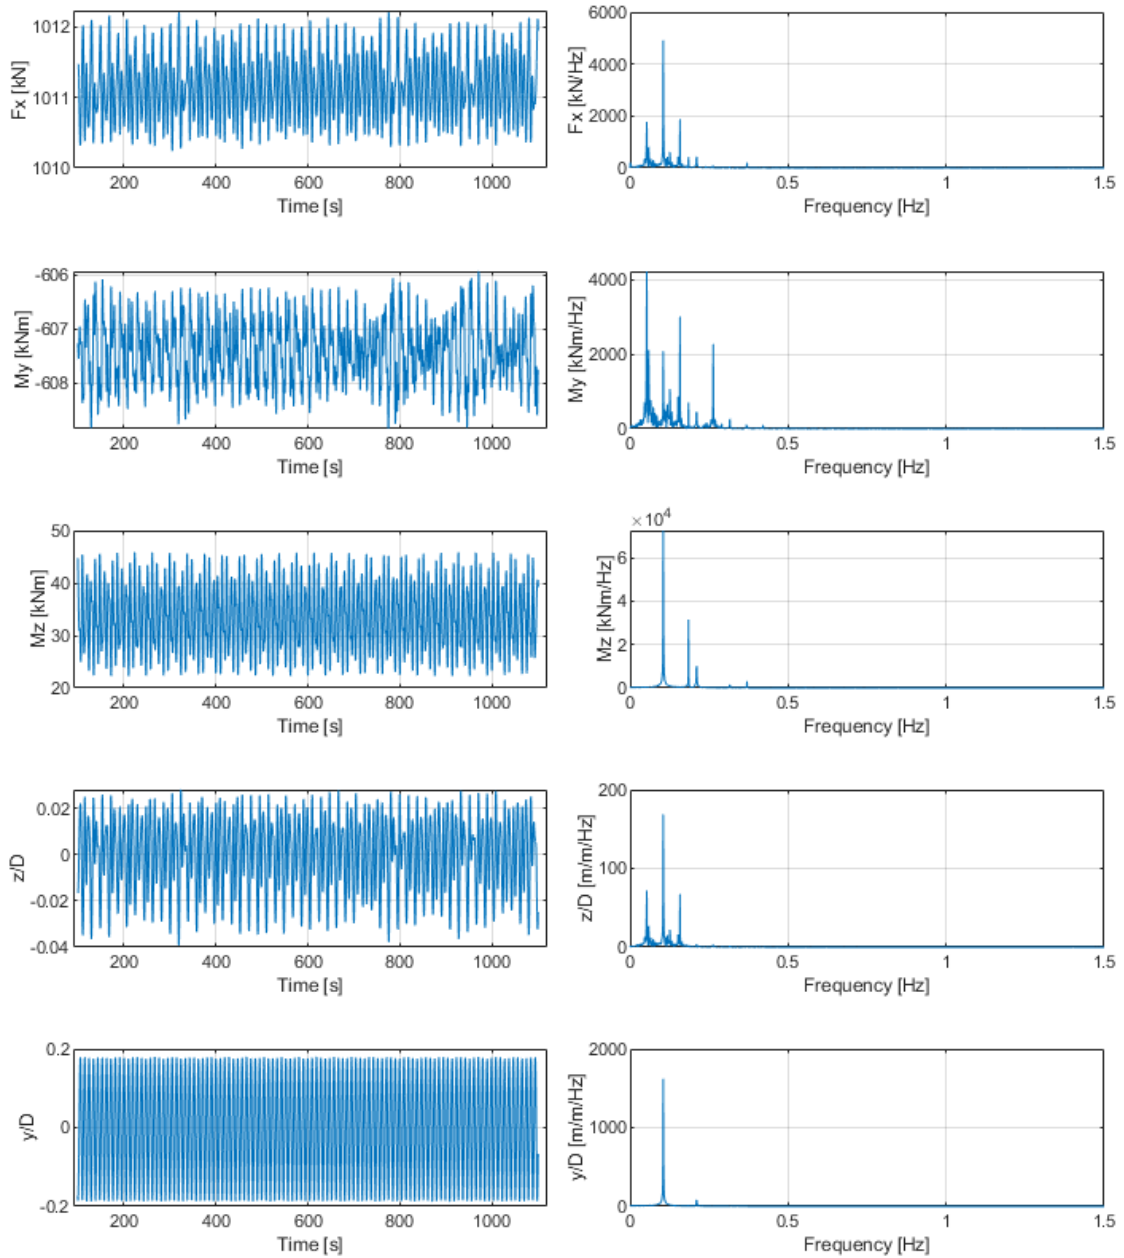 Fx [kN]
1012
1011
1010
200 400 600 800 1000
Time [s]
Fx [kN/Hz]
6000
4000
2000
0
0 0.5 1 1.5
Frequency [Hz]
My [kNm]
-606
-607
-608
200 400 600 800 1000
Time [s]
My [kNm/Hz]
4000
2000
0
0 0.5 1 1.5
Frequency [Hz]
Mz [kNm]
50
40
30
20
200 400 600 800 1000
Time [s]
Mz [kNm/Hz]
×10⁴
6
4
2
0
0 0.5 1 1.5
Frequency [Hz]
z/D
0.02
0
-0.02
-0.04
200 400 600 800 1000
Time [s]
z/D [m/m/Hz]
200
100
0
0 0.5 1 1.5
Frequency [Hz]
y/D
0.2
0
-0.2
200 400 600 800 1000
Time [s]
y/D [m/m/Hz]
2000
1000
0
0 0.5 1 1.5
Frequency [Hz]